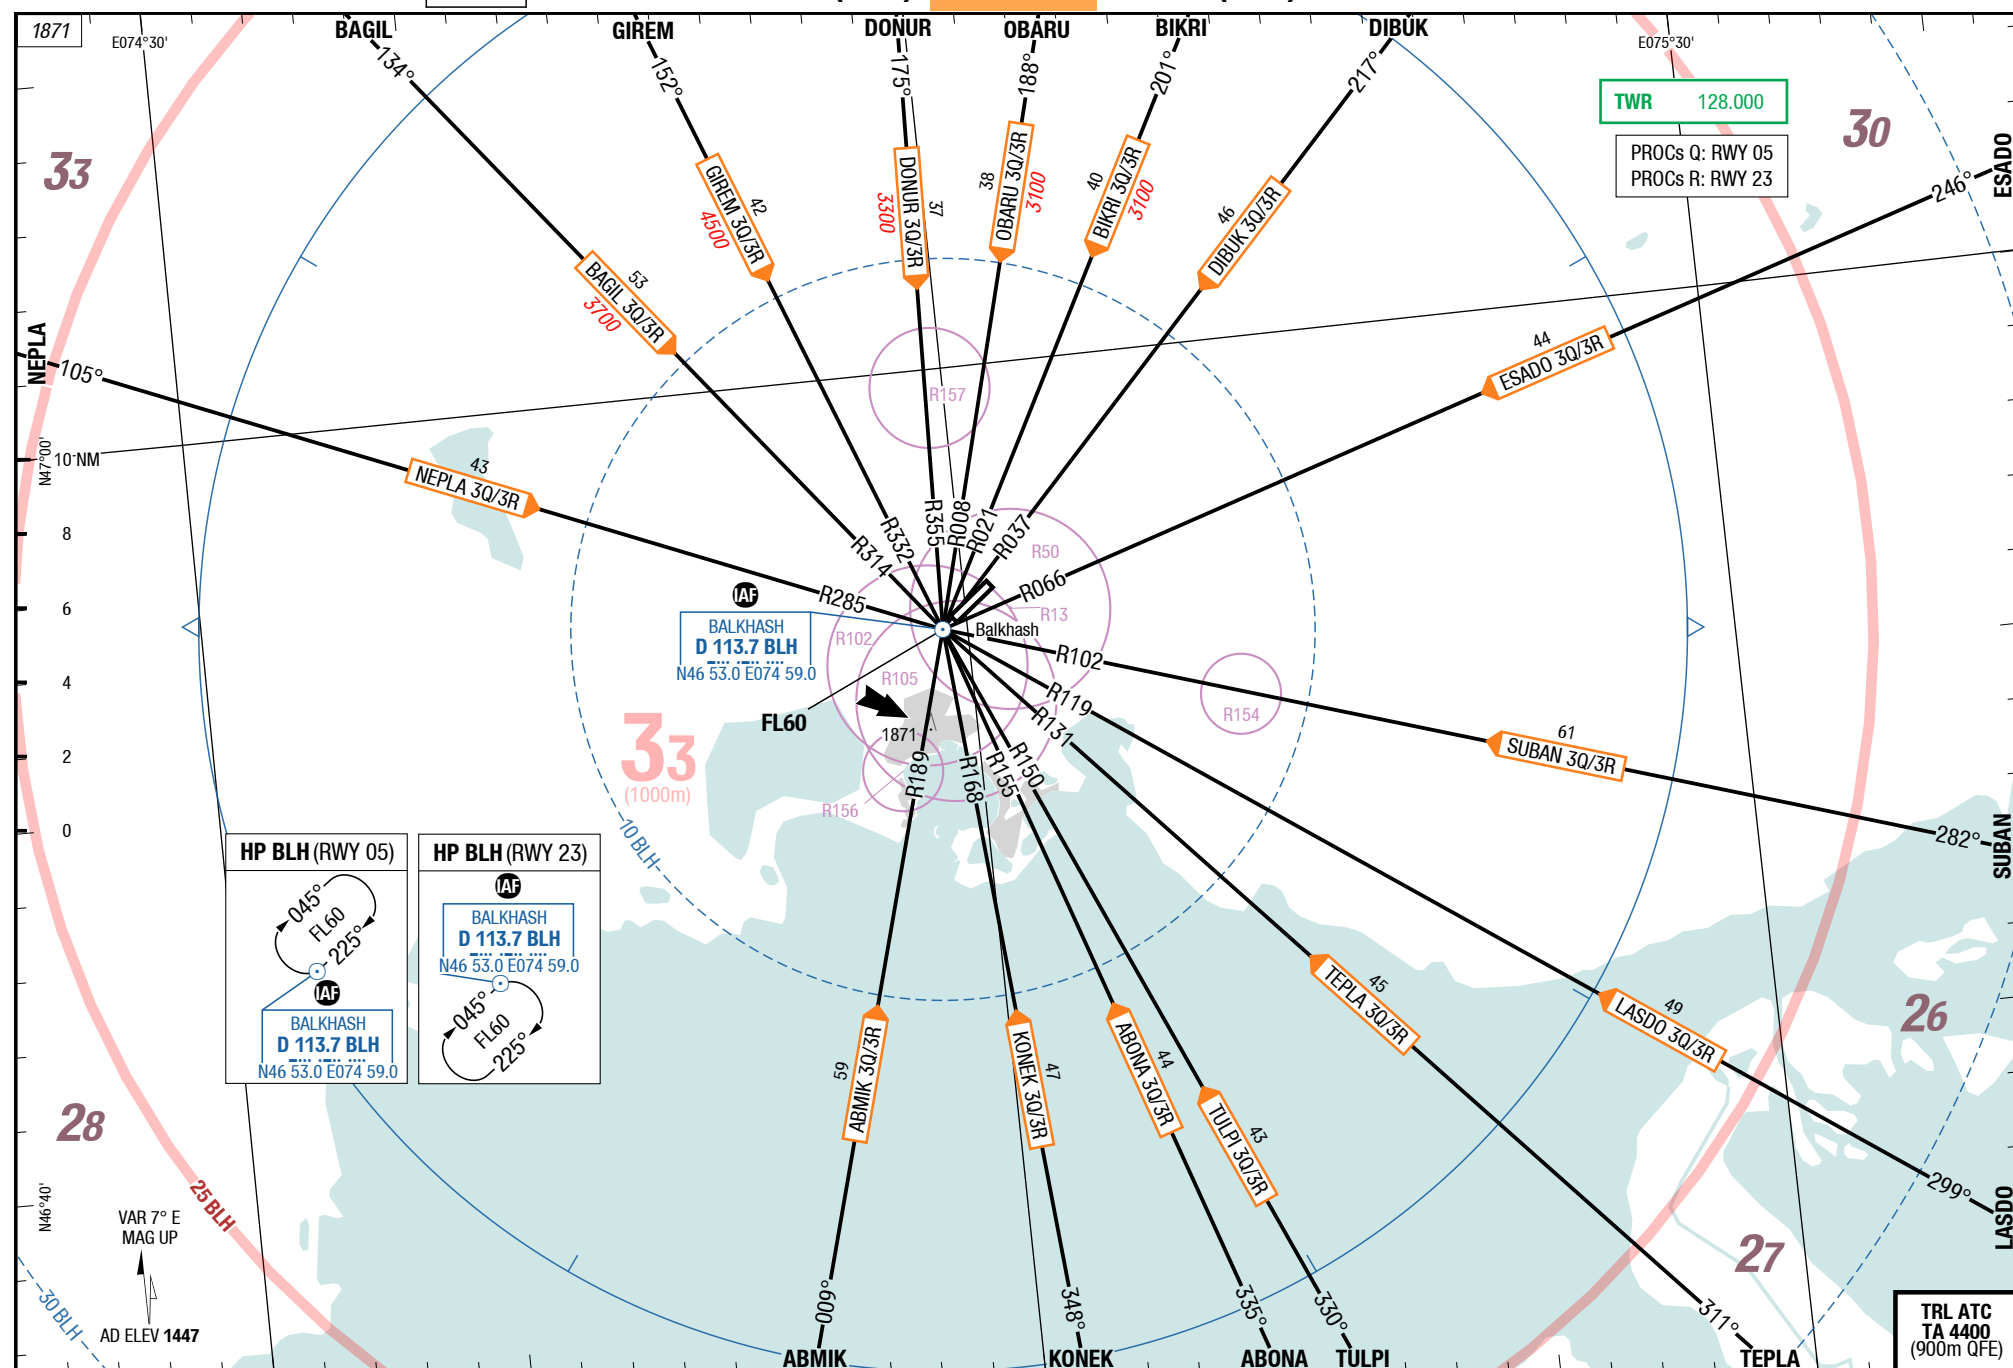 1871
E074°30'
BAGIL
GIREM
DONUR
OBARU
BIKRI
DIBUK
E075°30'
134°
152°
175°
188°
201°
217°
TWR 128.000
PROCs Q: RWY 05
PROCs R: RWY 23
30
33
ESADO
246°
GIREM 3Q/3R
42
4500
DONUR 3Q/3R
37
3300
OBARU 3Q/3R
38
3100
BIKRI 3Q/3R
40
3100
DIBUK 3Q/3R
46
BAGIL 3Q/3R
53
3700
NEPLA
105°
ESADO 3Q/3R
44
R157
N47°00'
10 NM
8
6
4
2
0
NEPLA 3Q/3R
43
R285
R314
R332
R355
R008
R021
R037
R066
R50
R13
R102
R105
IAF
BALKHASH
D 113.7 BLH
N46 53.0 E074 59.0
Balkhash
R102
R119
R131
R154
FL60
1871
33
(1000m)
R189
R168
R155
R150
R156
10 BLH
SUBAN 3Q/3R
61
282°
SUBAN
HP BLH (RWY 05)
045°
FL60
225°
IAF
BALKHASH
D 113.7 BLH
N46 53.0 E074 59.0
HP BLH (RWY 23)
IAF
BALKHASH
D 113.7 BLH
N46 53.0 E074 59.0
045°
FL60
225°
TEPLA 3Q/3R
45
LASDO 3Q/3R
49
26
ABMIK 3Q/3R
59
KONEK 3Q/3R
47
ABONA 3Q/3R
44
TULPI 3Q/3R
43
28
25 BLH
N46°40'
VAR 7° E
MAG UP
AD ELEV 1447
30 BLH
299°
LASDO
27
009°
348°
335°
330°
311°
ABMIK
KONEK
ABONA
TULPI
TEPLA
TRL ATC
TA 4400
(900m QFE)